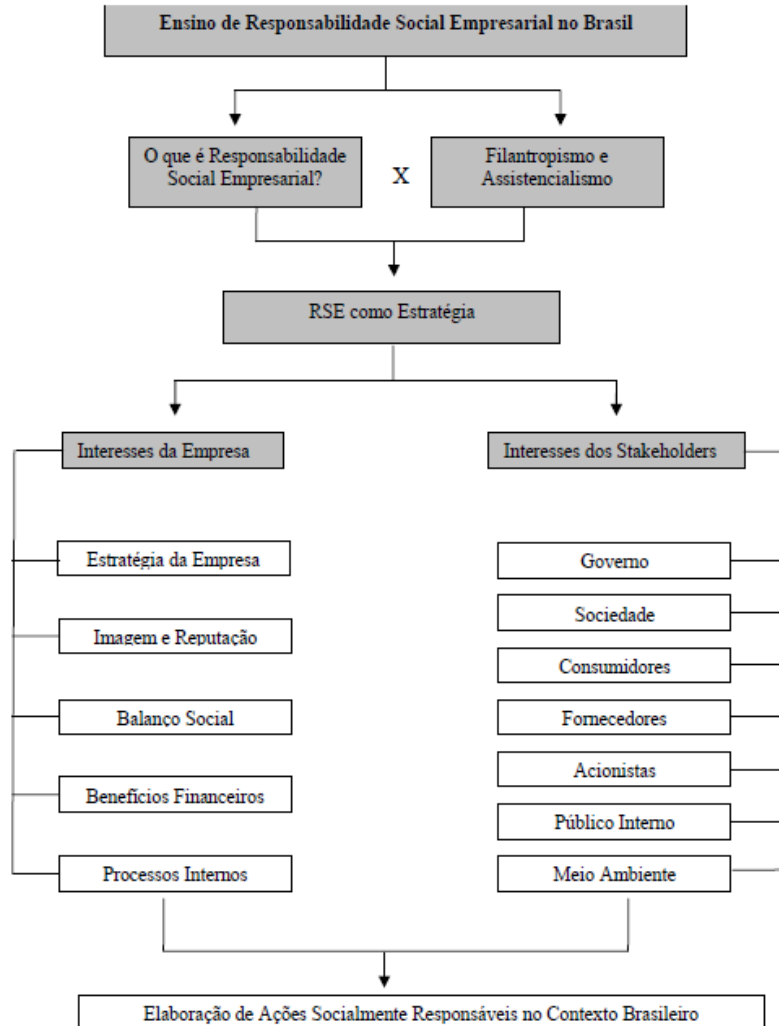 Ensino de Responsabilidade Social Empresarial no Brasil
O que é Responsabilidade
Social Empresarial?
X
Filantropismo e
Assistencialismo
RSE como Estratégia
Interesses da Empresa
Estratégia da Empresa
Imagem e Reputação
Balanço Social
Benefícios Financeiros
Processos Internos
Interesses dos Stakeholders
Governo
Sociedade
Consumidores
Fornecedores
Acionistas
Público Interno
Meio Ambiente
Elaboração de Ações Socialmente Responsáveis no Contexto Brasileiro